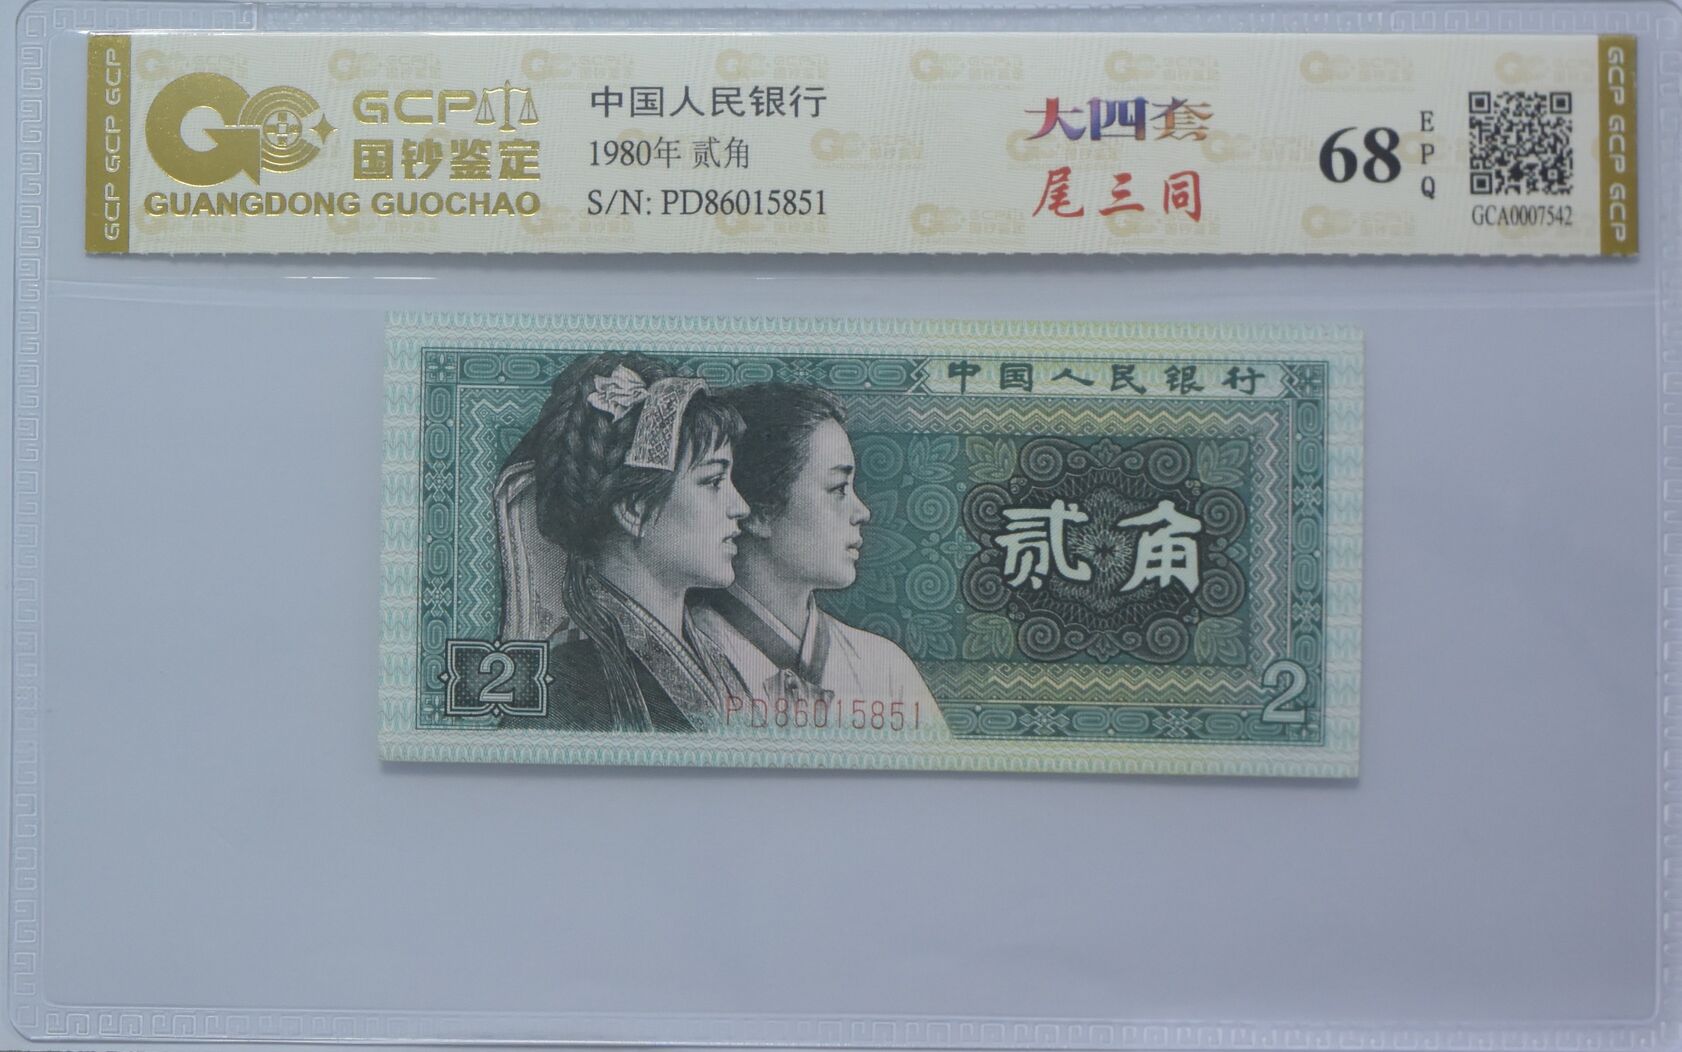 GCP GCP GCP
GCP
国钞鉴定
GUANGDONG GUOCHAO
中国人民银行
1980年 贰角
S/N: PD86015851
大四套
尾三同
68
EPQ
GCA0007542
GCP GCP GCP
中国人民银行
贰角
2
PD86015851
2